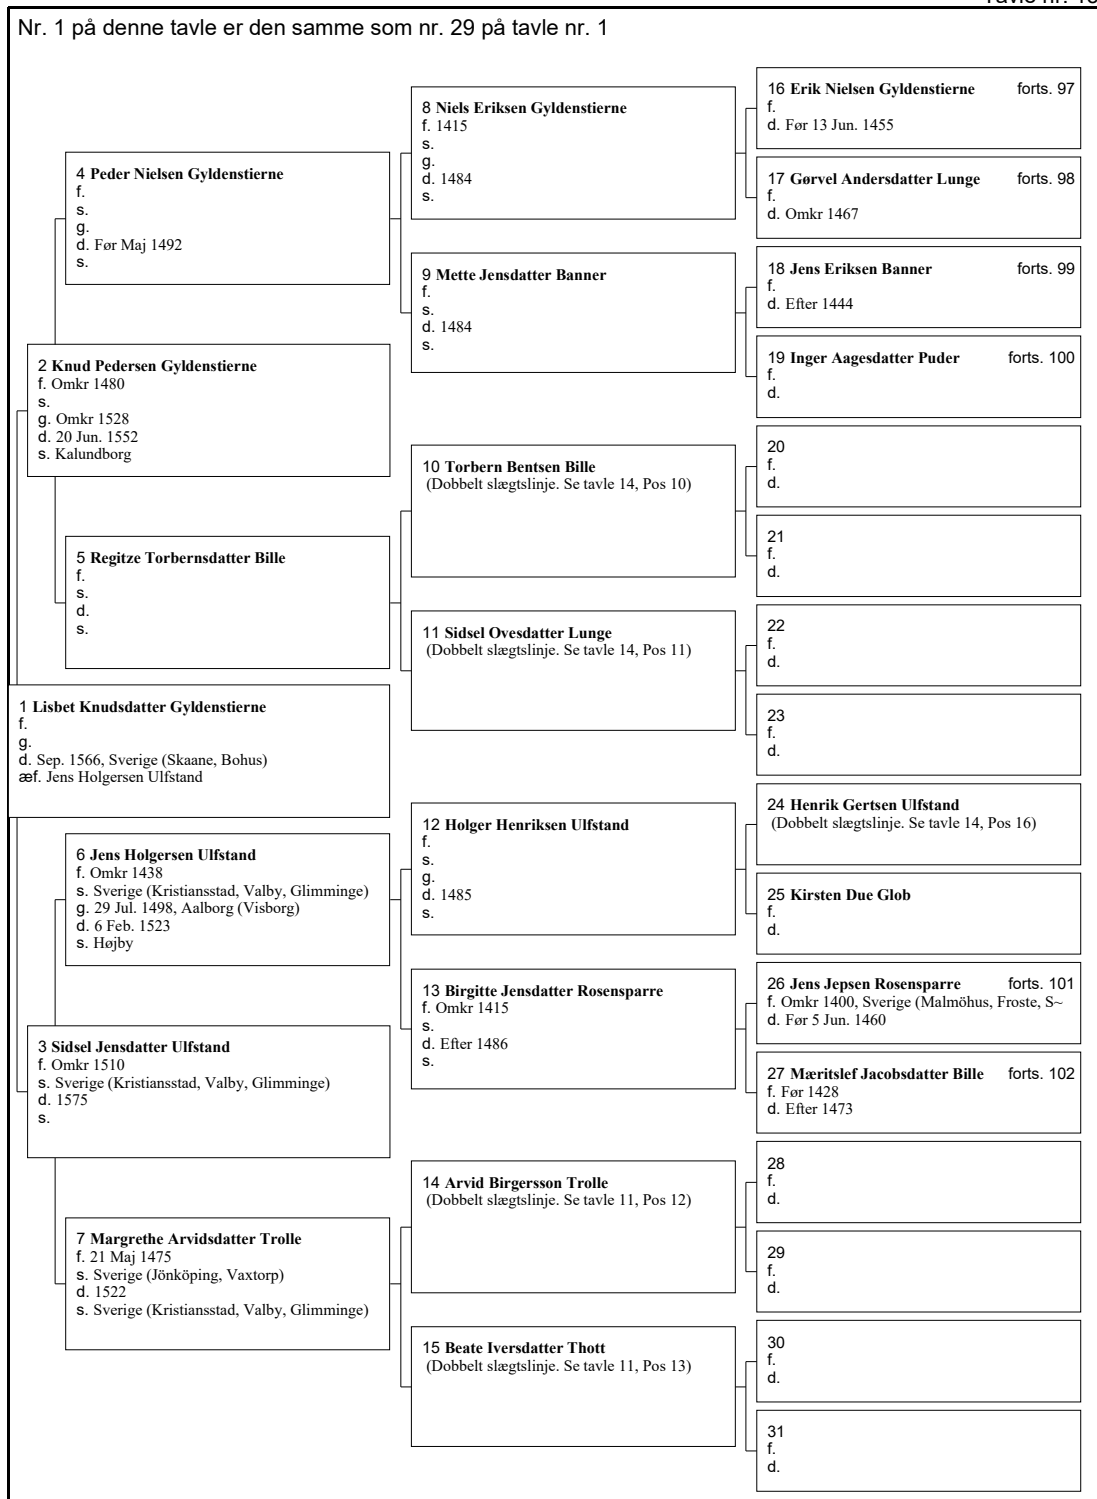 Nr. 1 på denne tavle er den samme som nr. 29 på tavle nr. 1
16 Erik Nielsen Gyldenstierne forts. 97
f.
d. Før 13 Jun. 1455
8 Niels Eriksen Gyldenstierne
f. 1415
s.
g.
d. 1484
s.
17 Gørvel Andersdatter Lunge forts. 98
f.
d. Omkr 1467
4 Peder Nielsen Gyldenstierne
f.
s.
g.
d. Før Maj 1492
s.
18 Jens Eriksen Banner forts. 99
f.
d. Efter 1444
9 Mette Jensdatter Banner
f.
s.
d. 1484
s.
19 Inger Aagesdatter Puder forts. 100
f.
d.
2 Knud Pedersen Gyldenstierne
f. Omkr 1480
s.
g. Omkr 1528
d. 20 Jun. 1552
s. Kalundborg
20
f.
d.
10 Torbern Bentsen Bille
(Dobbelt slægtslinje. Se tavle 14, Pos 10)
21
f.
d.
5 Regitze Torbernsdatter Bille
f.
s.
d.
s.
22
f.
d.
11 Sidsel Ovesdatter Lunge
(Dobbelt slægtslinje. Se tavle 14, Pos 11)
23
f.
d.
1 Lisbet Knudsdatter Gyldenstierne
f.
g.
d. Sep. 1566, Sverige (Skaane, Bohus)
æf. Jens Holgersen Ulfstand
24 Henrik Gertsen Ulfstand
(Dobbelt slægtslinje. Se tavle 14, Pos 16)
12 Holger Henriksen Ulfstand
f.
s.
g.
d. 1485
s.
25 Kirsten Due Glob
f.
d.
6 Jens Holgersen Ulfstand
f. Omkr 1438
s. Sverige (Kristiansstad, Valby, Glimminge)
g. 29 Jul. 1498, Aalborg (Visborg)
d. 6 Feb. 1523
s. Højby
26 Jens Jepsen Rosensparre forts. 101
f. Omkr 1400, Sverige (Malmöhus, Froste, S~
d. Før 5 Jun. 1460
13 Birgitte Jensdatter Rosensparre
f. Omkr 1415
s.
d. Efter 1486
s.
27 Mæritslef Jacobsdatter Bille forts. 102
f. Før 1428
d. Efter 1473
3 Sidsel Jensdatter Ulfstand
f. Omkr 1510
s. Sverige (Kristiansstad, Valby, Glimminge)
d. 1575
s.
28
f.
d.
14 Arvid Birgersson Trolle
(Dobbelt slægtslinje. Se tavle 11, Pos 12)
29
f.
d.
7 Margrethe Arvidsdatter Trolle
f. 21 Maj 1475
s. Sverige (Jönköping, Vaxtorp)
d. 1522
s. Sverige (Kristiansstad, Valby, Glimminge)
30
f.
d.
15 Beate Iversdatter Thott
(Dobbelt slægtslinje. Se tavle 11, Pos 13)
31
f.
d.